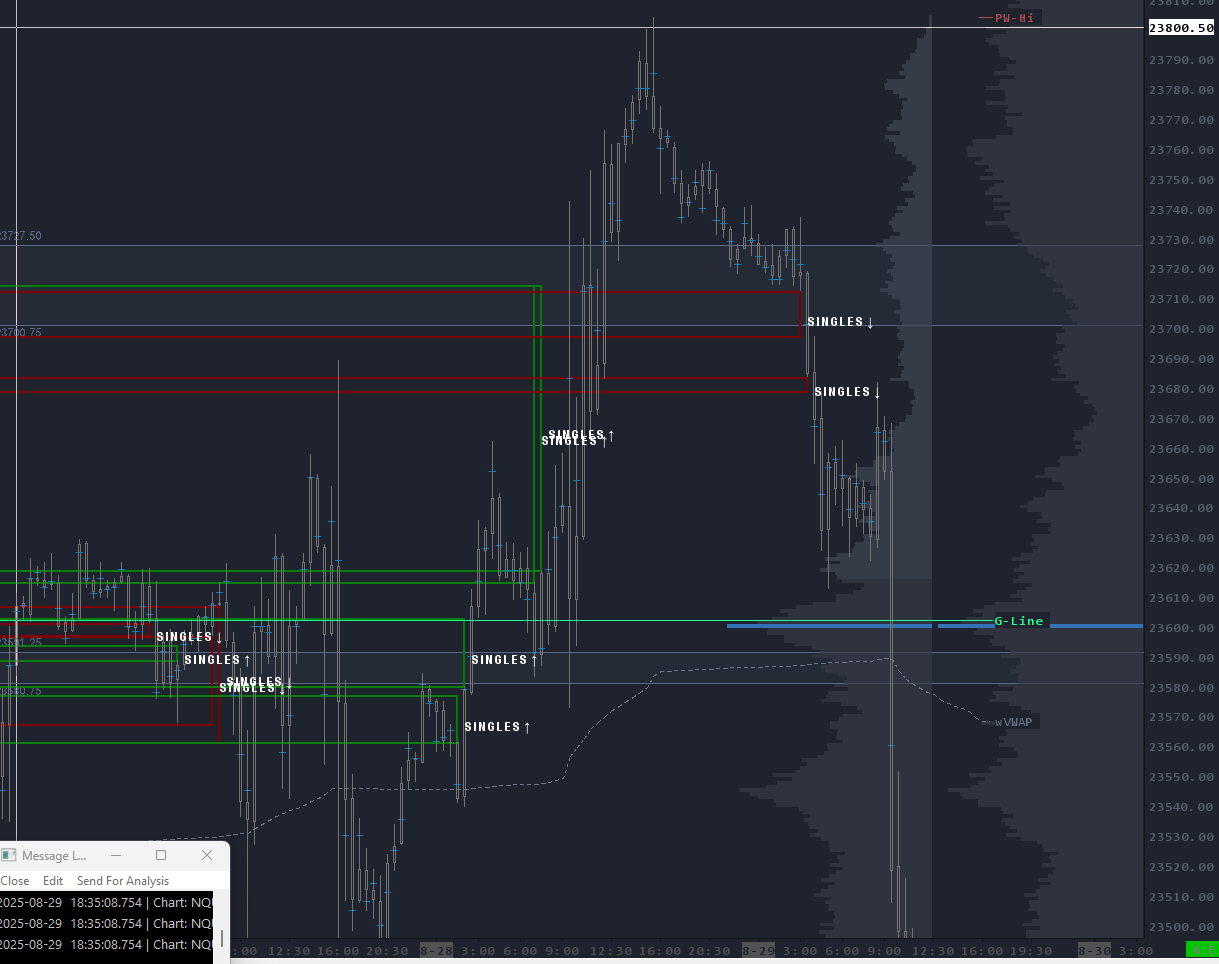 23810.00
PW-Hi
23800.50
23790.00
23780.00
23770.00
23760.00
23750.00
23740.00
23727.50
23730.00
23720.00
23710.00
SINGLES ↓
23700.75
23700.00
23690.00
SINGLES ↓
23680.00
23670.00
SINGLES ↑
SINGLES ↑
23660.00
23650.00
23640.00
23630.00
23620.00
23610.00
G-Line
23600.00
SINGLES ↓
23591.25
SINGLES ↑
SINGLES ↑
23590.00
SINGLES ↓
SINGLES ↓
23580.75
23580.00
SINGLES ↑
wVWAP
23570.00
23560.00
23550.00
23540.00
23530.00
23520.00
23510.00
23500.00
Message L...
Close Edit Send For Analysis
2025-08-29 18:35:08.754 | Chart: NQU
2025-08-29 18:35:08.754 | Chart: NQU
2025-08-29 18:35:08.754 | Chart: NQU
:00 12:30 16:00 20:30 8-28 3:00 6:00 9:00 12:30 16:00 20:30 8-29 3:00 6:00 9:00 12:30 16:00 19:30 8-30 3:00